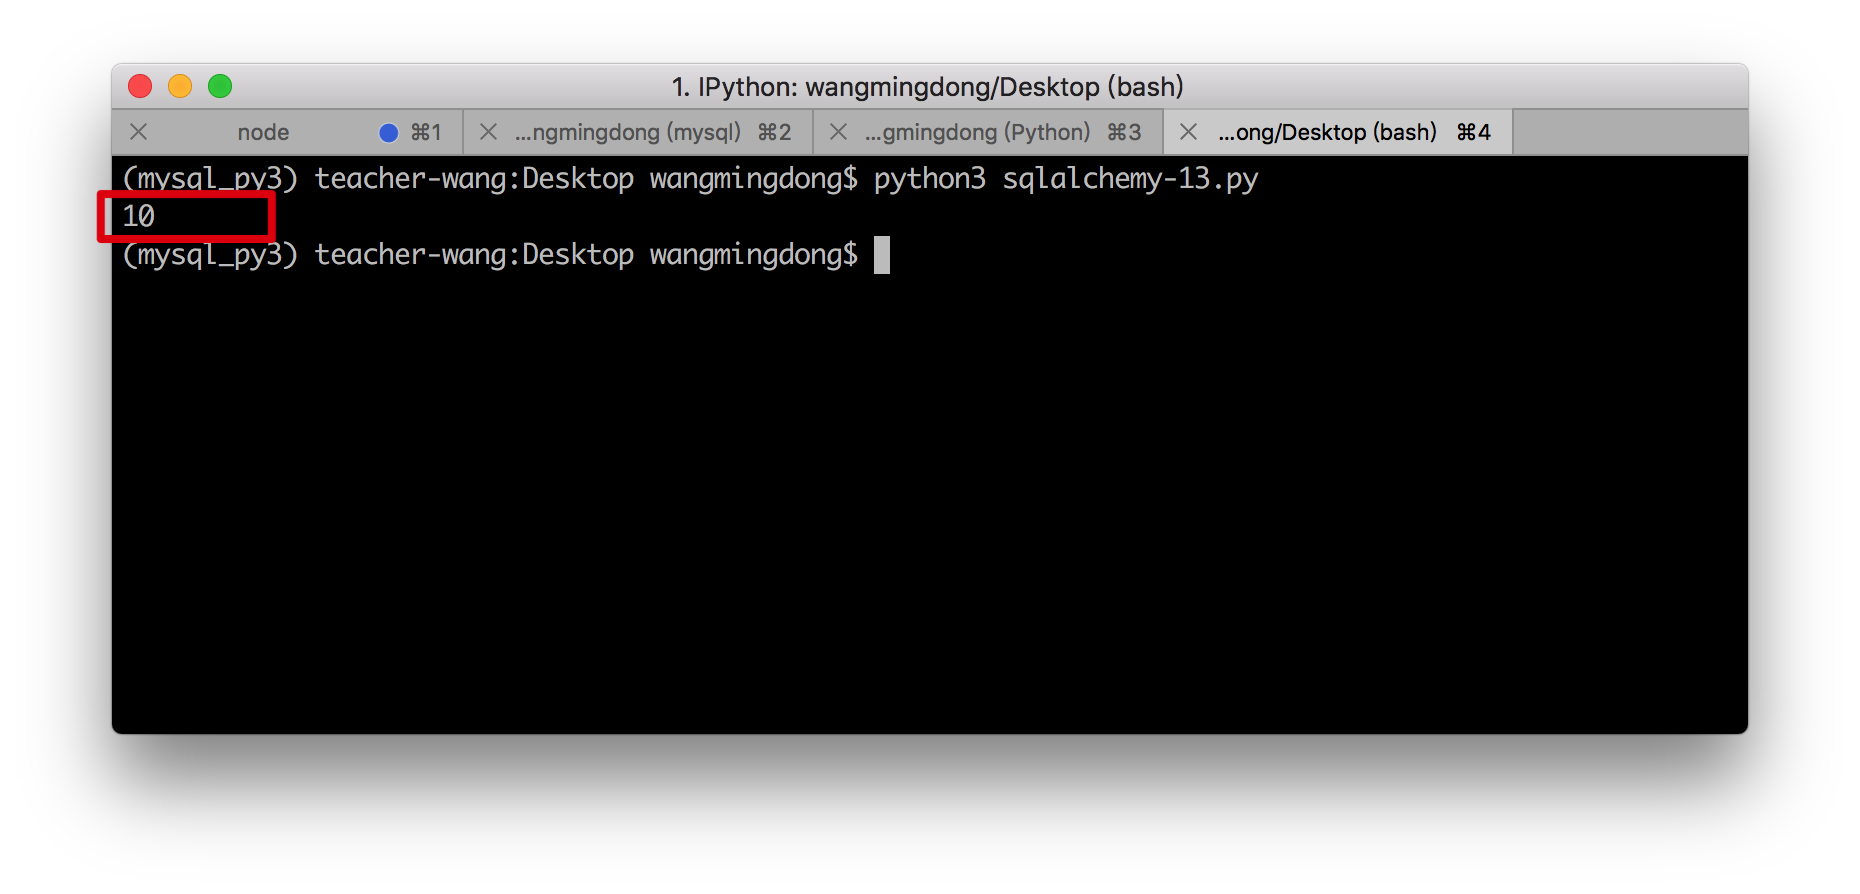 1. IPython: wangmingdong/Desktop (bash)
node ⌘1 ...ngmingdong (mysql) ⌘2 ...gmingdong (Python) ⌘3 ...ong/Desktop (bash) ⌘4
(mysql_py3) teacher-wang:Desktop wangmingdong$ python3 sqlalchemy-13.py
10
(mysql_py3) teacher-wang:Desktop wangmingdong$